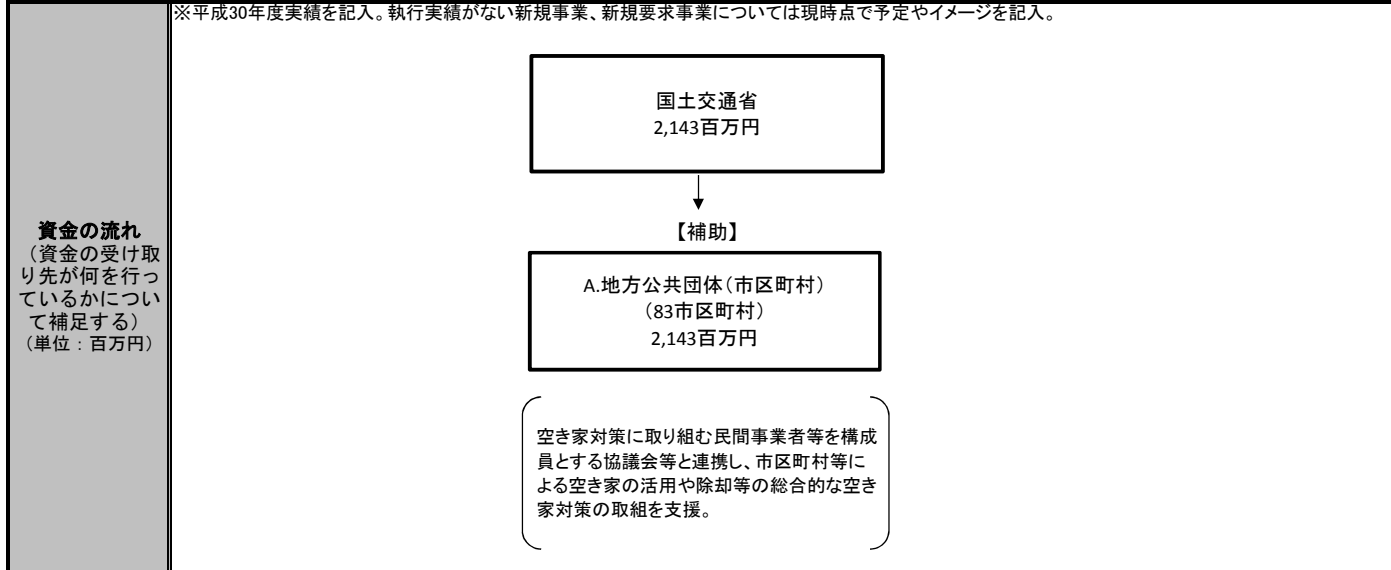 ※平成30年度実績を記入。執行実績がない新規事業、新規要求事業については現時点で予定やイメージを記入。
資金の流れ
（資金の受け取
り先が何を行っ
ているかについ
て補足する）
（単位：百万円）
国土交通省
2,143百万円
【補助】
A.地方公共団体（市区町村）
（83市区町村）
2,143百万円
空き家対策に取り組む民間事業者等を構成
員とする協議会等と連携し、市区町村等に
よる空き家の活用や除却等の総合的な空き
家対策の取組を支援。